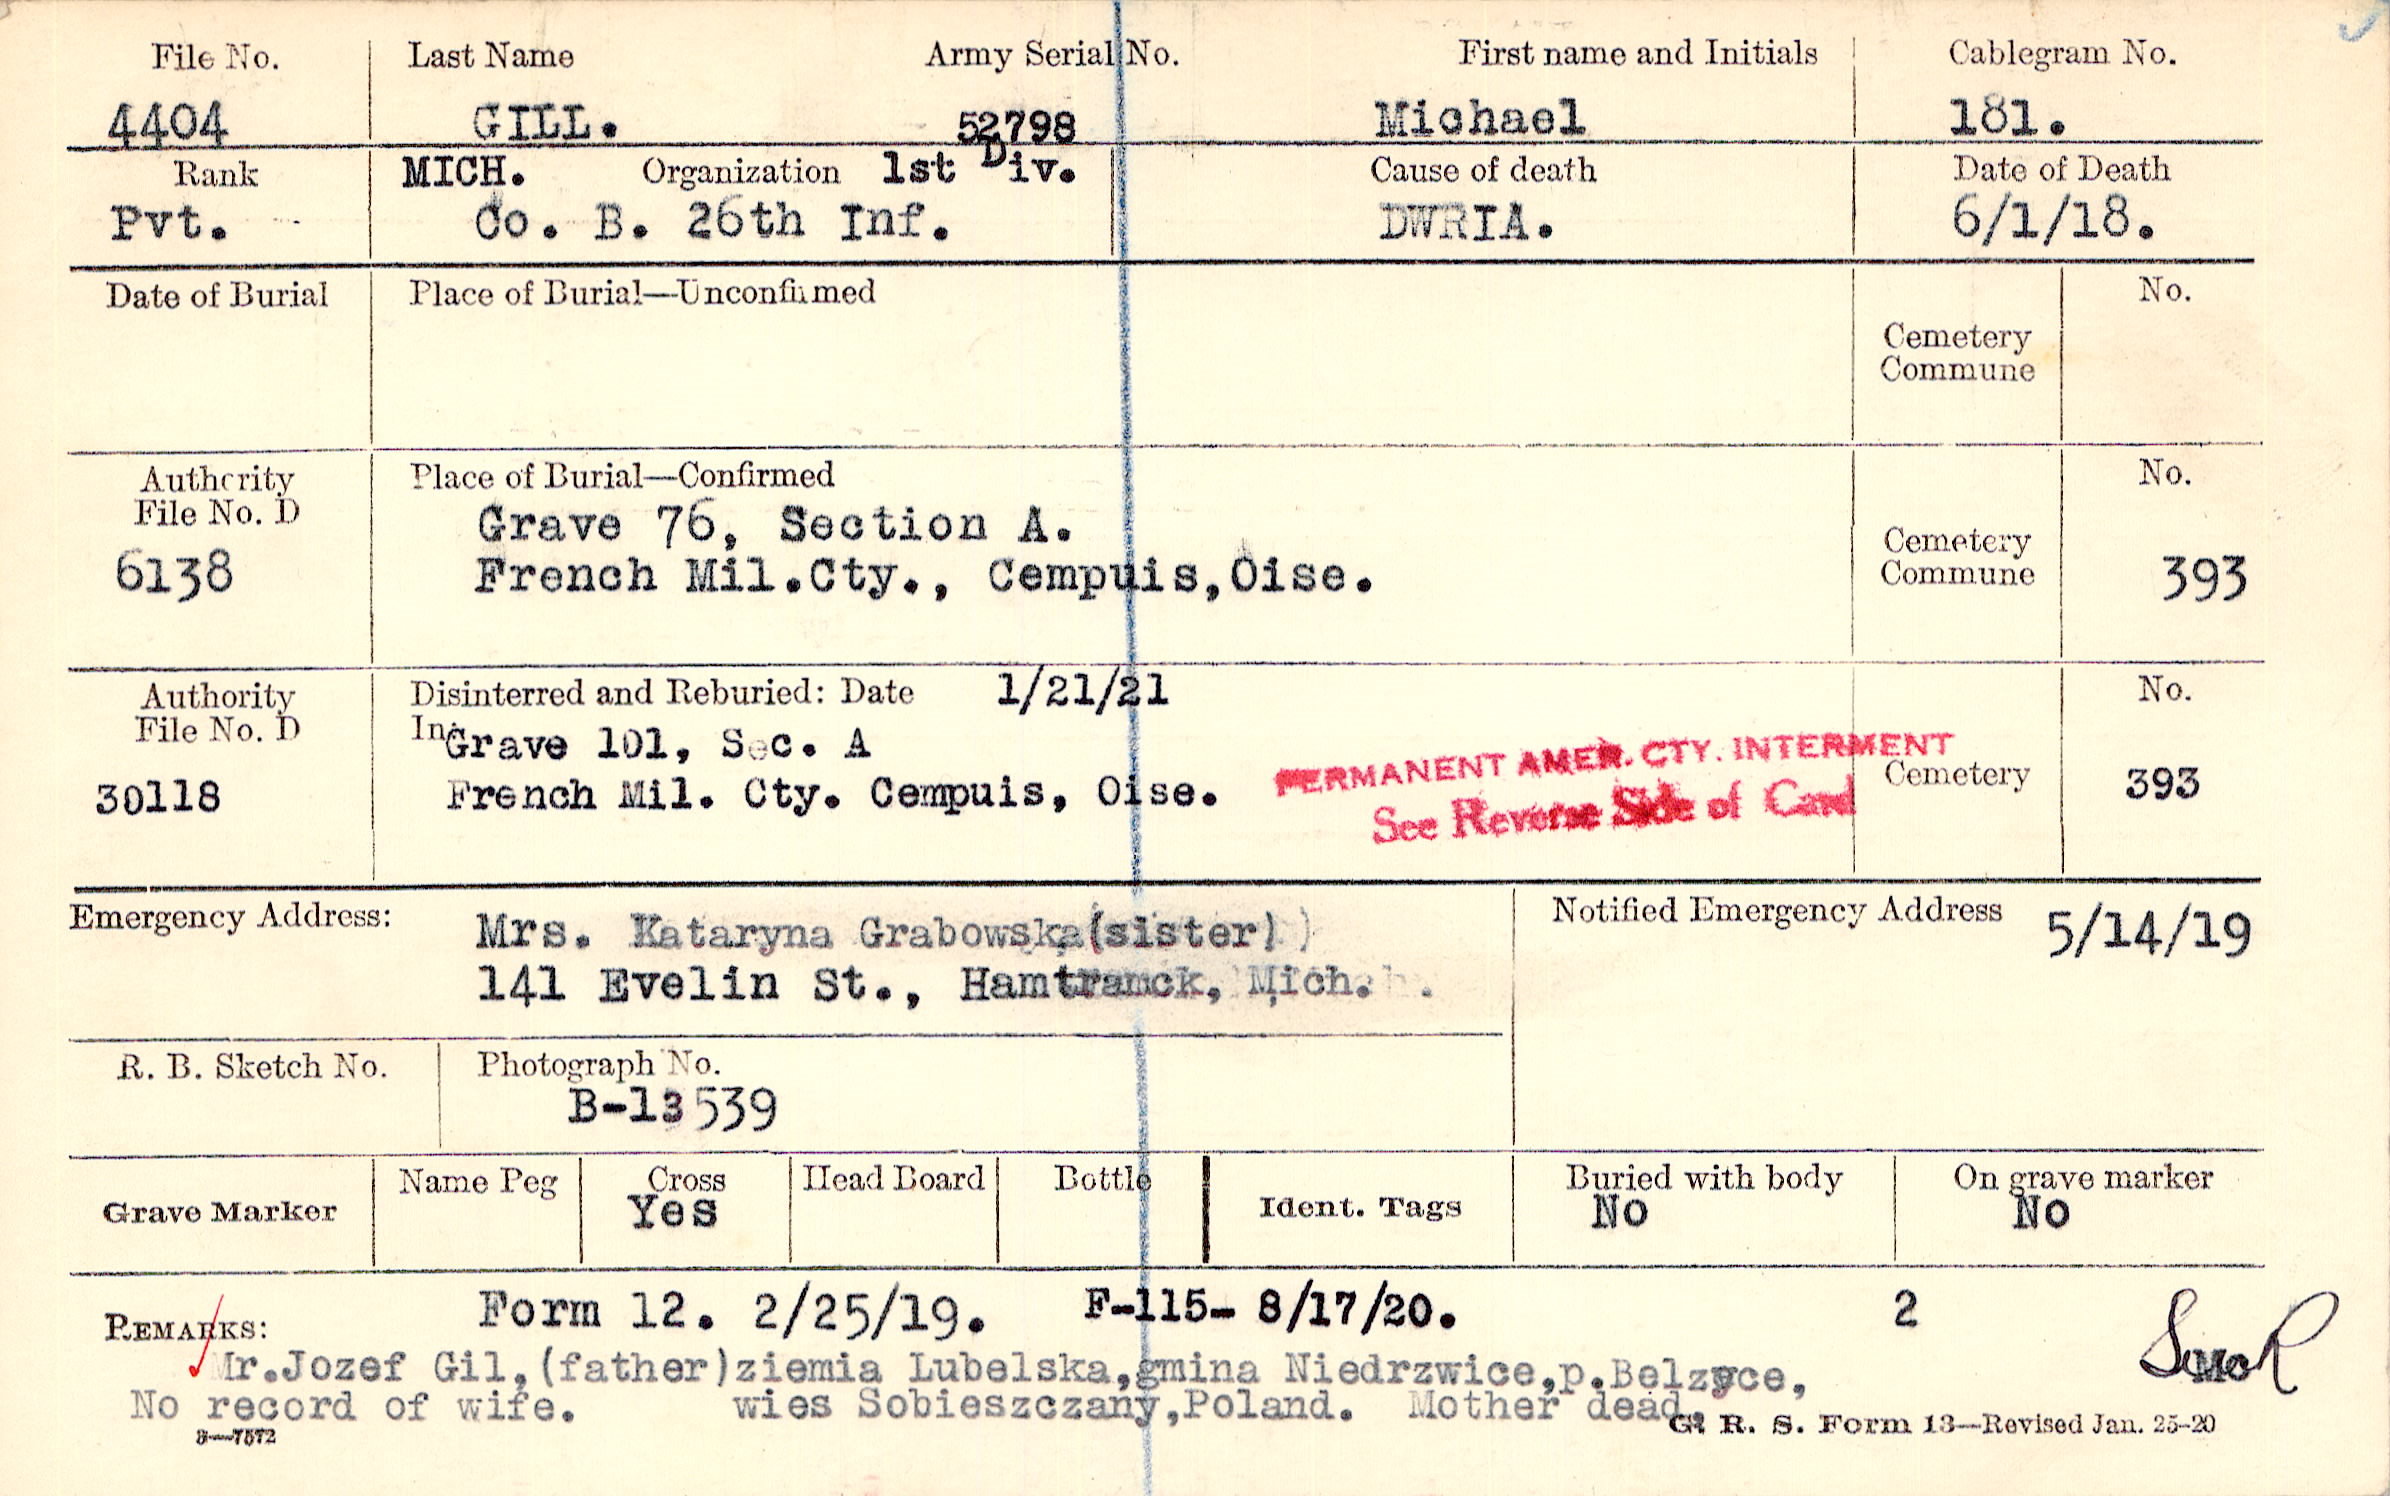 File No.
Last Name
Army Serial No.
First name and Initials
Cablegram No.
4404
GILL.
52798
Michael
181.
Rank
MICH.
Organization 1st Div.
Cause of death
Date of Death
Pvt.
Co. B. 26th Inf.
DWRIA.
6/1/18.
Date of Burial
Place of Burial—Unconfirmed
No.
Cemetery
Commune
Authority
File No. D
6138
Place of Burial—Confirmed
Grave 76, Section A.
French Mil.Cty., Cempuis,Oise.
Cemetery
Commune
No.
393
Authority
File No. D
30118
Disinterred and Reburied: Date 1/21/21
In Grave 101, Sec. A
French Mil. Cty. Cempuis, Oise.
PERMANENT AMER. CTY. INTERMENT
See Reverse Side of Card
Cemetery
No.
393
Emergency Address:
Mrs. Kataryna Grabowska(sister)
141 Evelin St., Hamtramck, Mich.
Notified Emergency Address 5/14/19
R. B. Sketch No.
Photograph No.
B-13539
Grave Marker
Name Peg
Cross
Yes
Head Board
Bottle
Ident. Tags
Buried with body
No
On grave marker
No
REMARKS: Form 12. 2/25/19. F-115- 8/17/20. 2
Mr.Jozef Gil,(father)ziemia Lubelska,gmina Niedrzwice,p.Belzyce,
No record of wife. wies Sobieszczany,Poland. Mother dead.
3—7572
G. R. S. Form 13—Revised Jan. 25-20